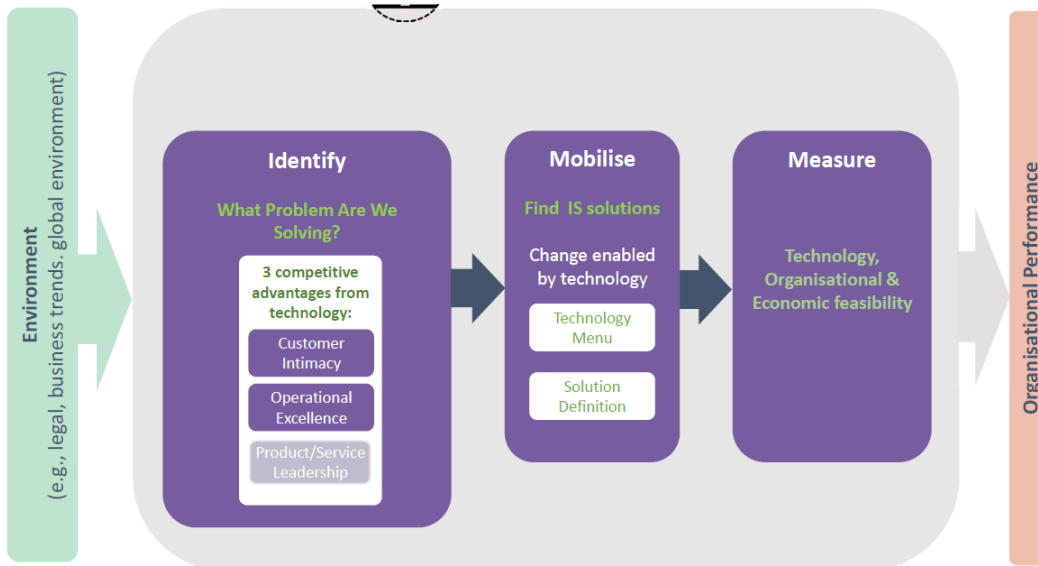 Environment
(e.g., legal, business trends. global environment)
Identify
What Problem Are We
Solving?
3 competitive
advantages from
technology:
Customer
Intimacy
Operational
Excellence
Product/Service
Leadership
Mobilise
Find IS solutions
Change enabled
by technology
Technology
Menu
Solution
Definition
Measure
Technology,
Organisational &
Economic feasibility
Organisational Performance